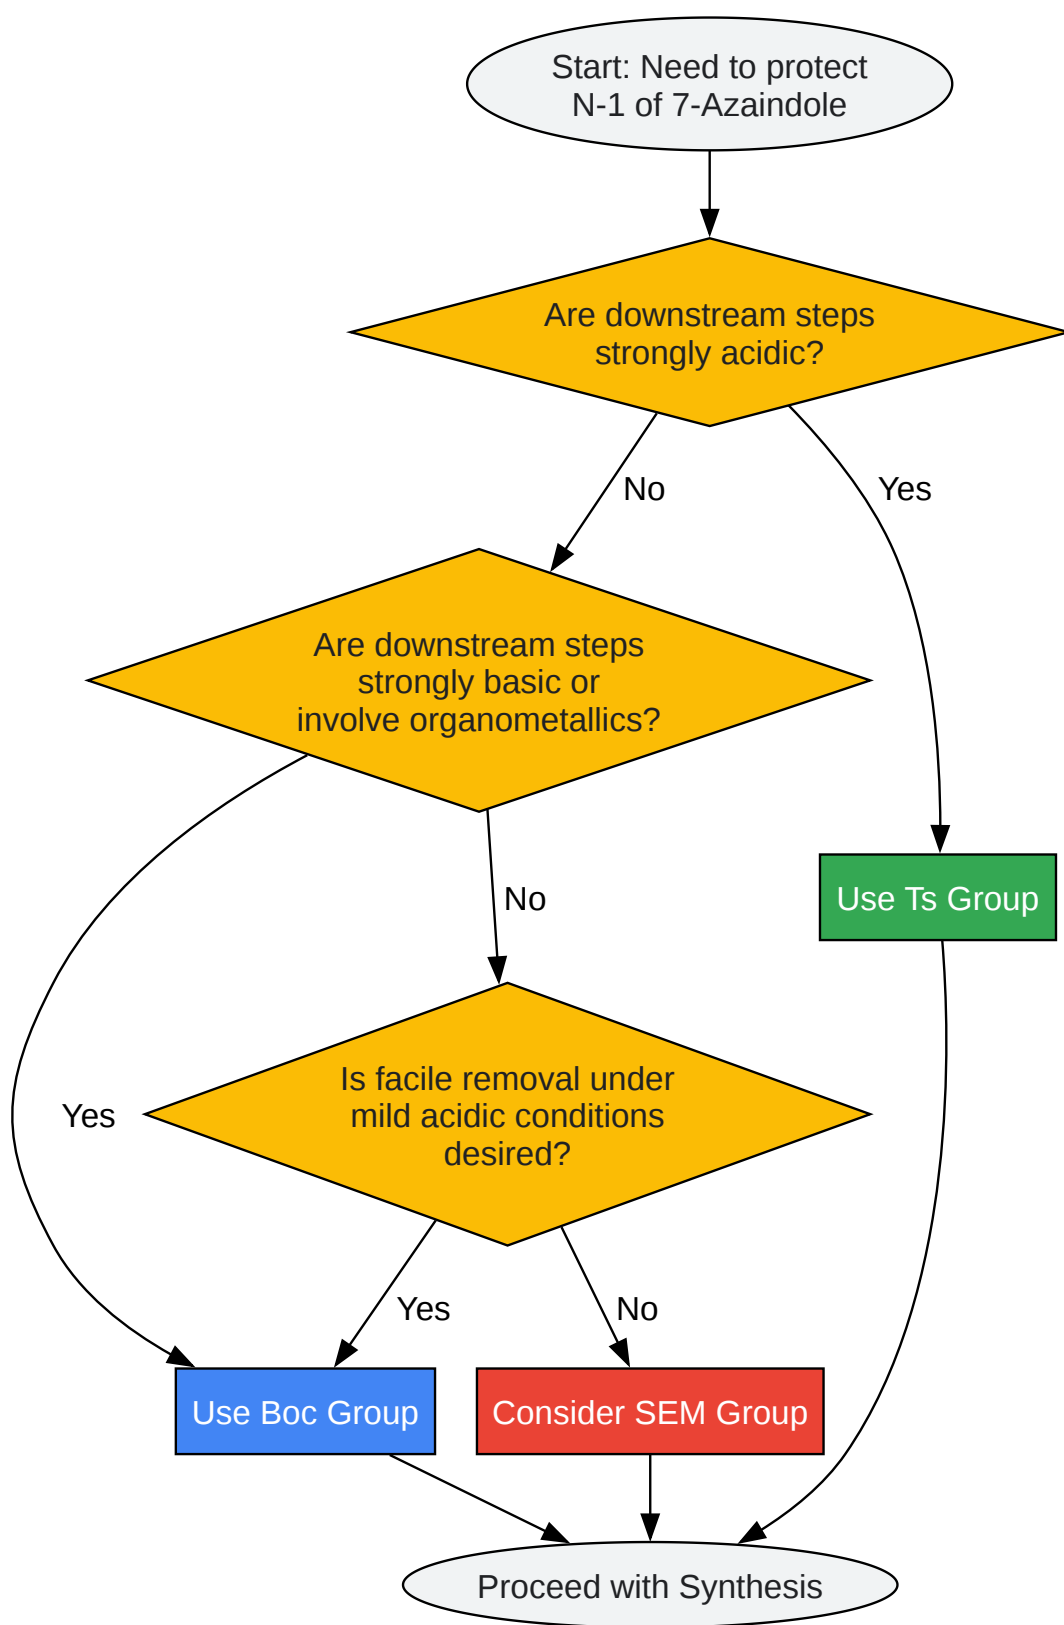 Start: Need to protect
N-1 of 7-Azaindole
Are downstream steps
strongly acidic?
No
Yes
Are downstream steps
strongly basic or
involve organometallics?
No
Use Ts Group
Is facile removal under
mild acidic conditions
desired?
Yes
Yes
No
Use Boc Group
Consider SEM Group
Proceed with Synthesis